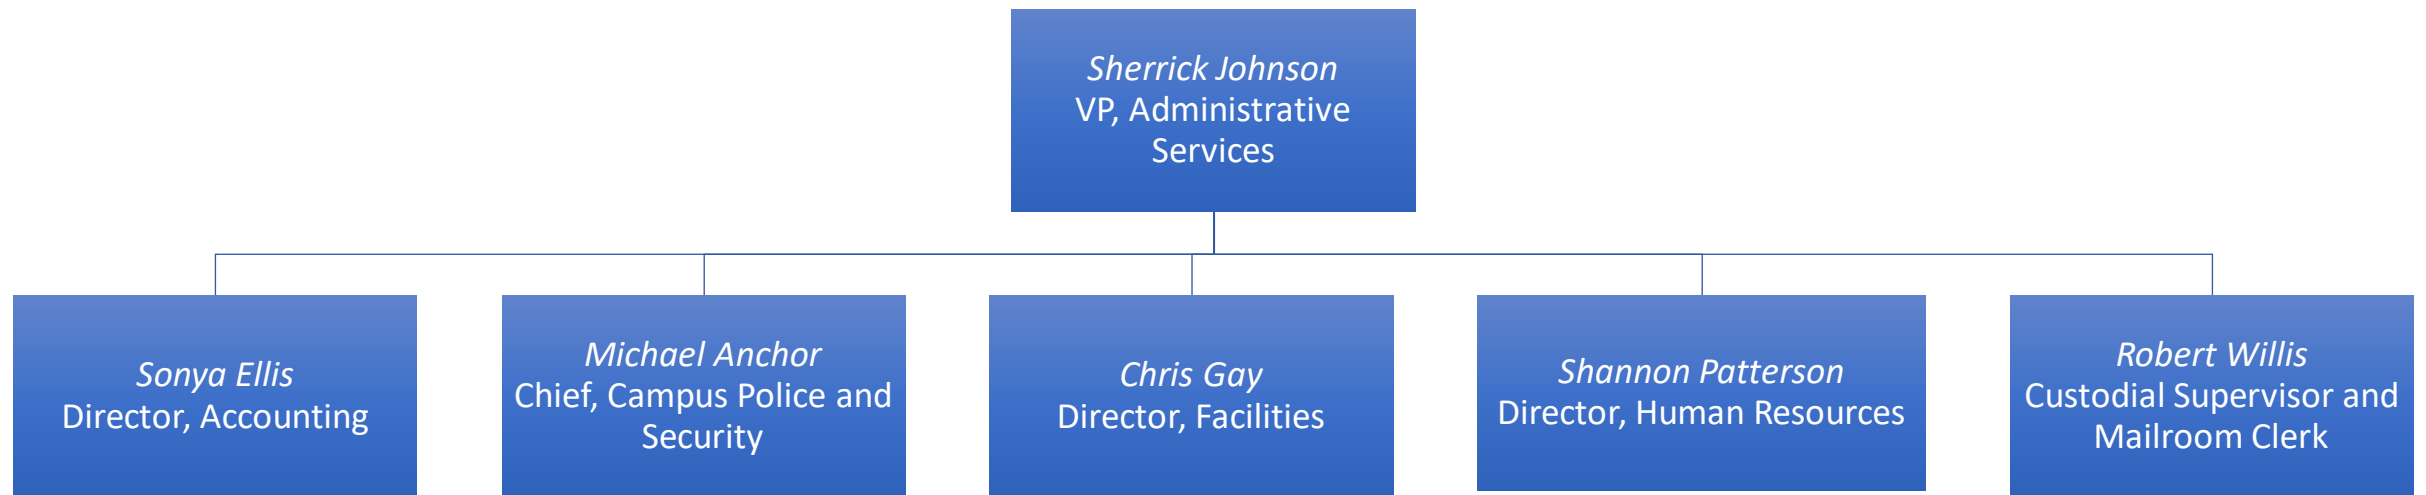 Sherrick Johnson
VP, Administrative
Services
Sonya Ellis
Director, Accounting
Michael Anchor
Chief, Campus Police and
Security
Chris Gay
Director, Facilities
Shannon Patterson
Director, Human Resources
Robert Willis
Custodial Supervisor and
Mailroom Clerk